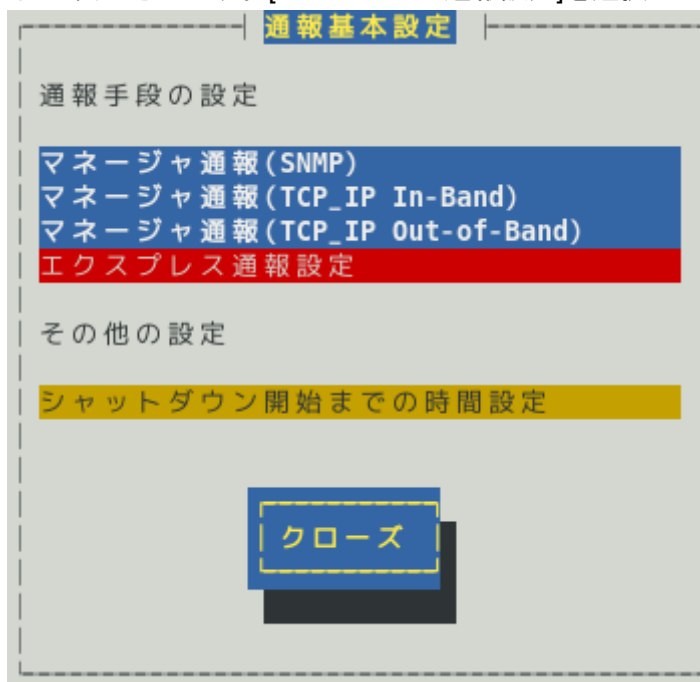 通報基本設定
通報手段の設定
マネージャ通報(SNMP)
マネージャ通報(TCP_IP In-Band)
マネージャ通報(TCP_IP Out-of-Band)
エクスプレス通報設定
その他の設定
シャットダウン開始までの時間設定
クローズ